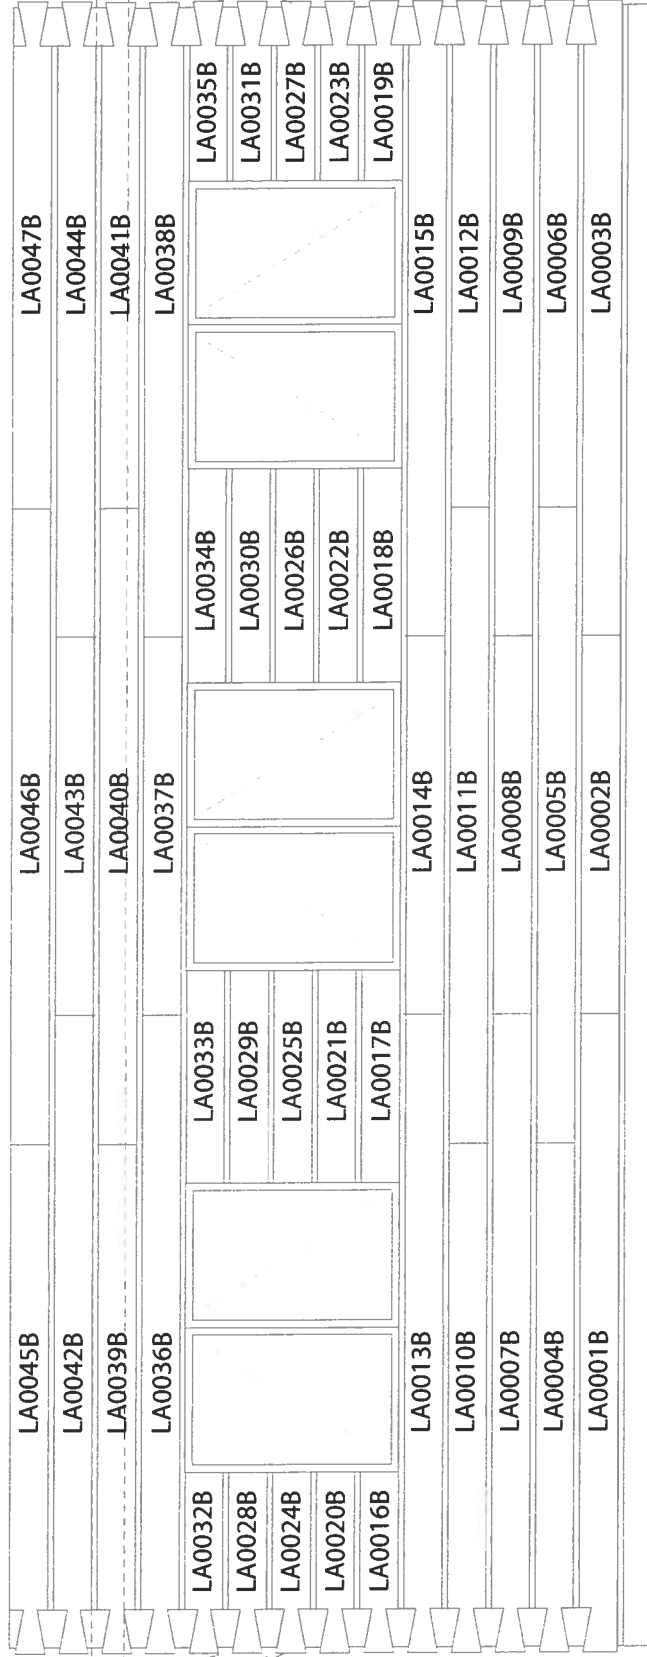 LA0045B LA0046B LA0047B
LA0042B LA0043B LA0044B
LA0039B LA0040B LA0041B
LA0036B LA0037B LA0038B
LA0032B LA0033B LA0034B LA0035B
LA0028B LA0029B LA0030B LA0031B
LA0024B LA0025B LA0026B LA0027B
LA0020B LA0021B LA0022B LA0023B
LA0016B LA0017B LA0018B LA0019B
LA0013B LA0014B LA0015B
LA0010B LA0011B LA0012B
LA0007B LA0008B LA0009B
LA0004B LA0005B LA0006B
LA0001B LA0002B LA0003B